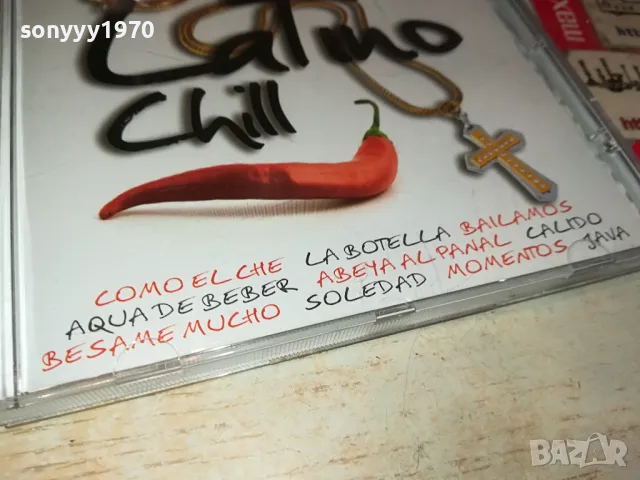 sonyyy1970
Latino
Chill
COMO EL CHE LA BOTELLA BAILAMOS
AQUA DE BEBER ABEYA AL PANAL CALIDO
BESAME MUCHO SOLEDAD MOMENTOS JAVA
BAZAR